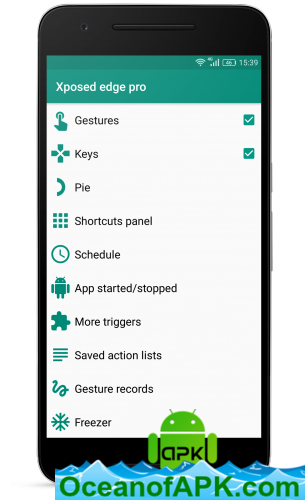 46
15:39
Xposed edge pro
Gestures
Keys
Pie
Shortcuts panel
Schedule
App started/stopped
More triggers
Saved action lists
Gesture records
Freezer
apk
OceanofAPK.com